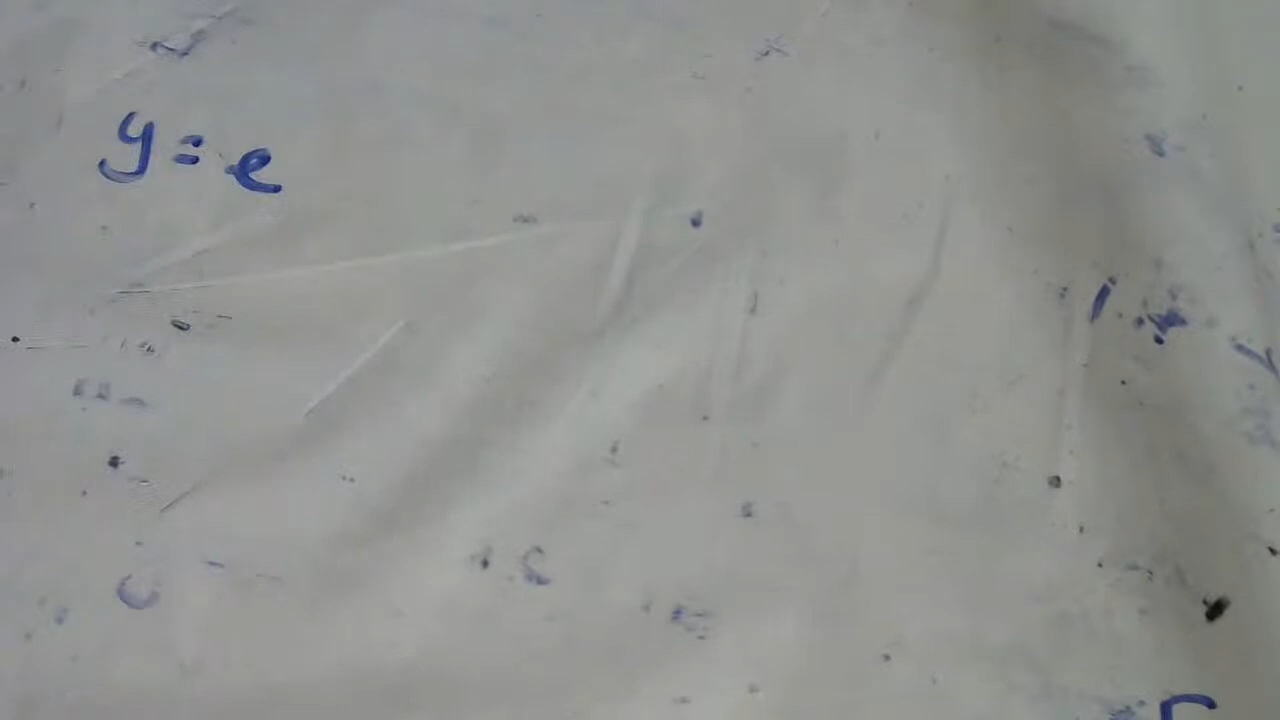 y = e